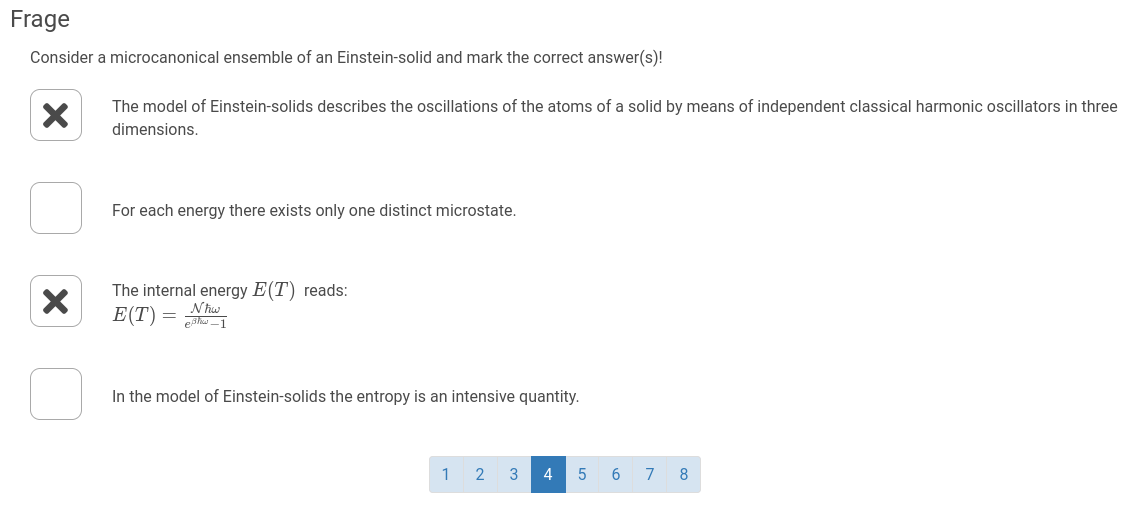 Frage
Consider a microcanonical ensemble of an Einstein-solid and mark the correct answer(s)!
The model of Einstein-solids describes the oscillations of the atoms of a solid by means of independent classical harmonic oscillators in three
dimensions.
For each energy there exists only one distinct microstate.
The internal energy E(T) reads:
E(T) = \frac{\mathcal{N}\hbar\omega}{e^{\beta\hbar\omega}-1}
In the model of Einstein-solids the entropy is an intensive quantity.
1 2 3 4 5 6 7 8